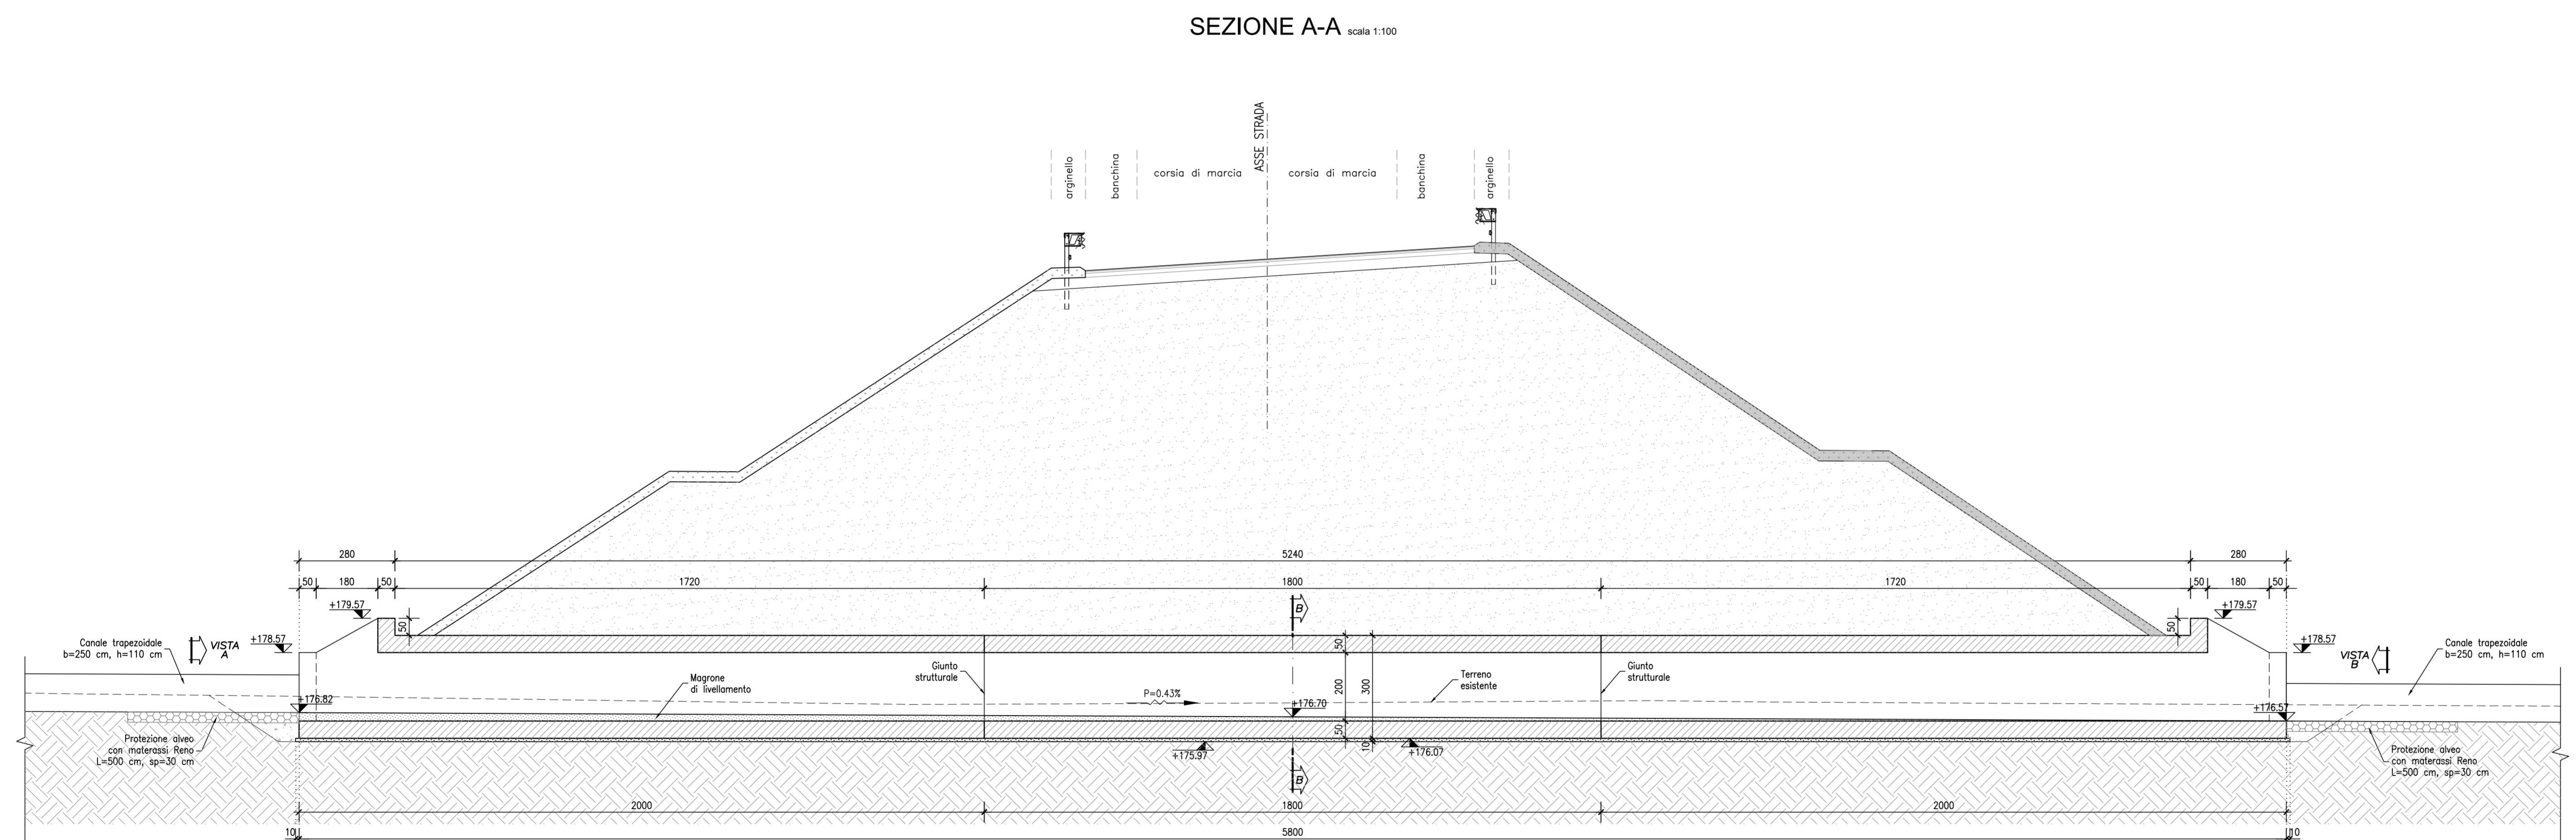 SEZIONE A-A scala 1:100
ASSE STRADA
arginello
banchina
corsia di marcia
corsia di marcia
banchina
arginello
280
5240
280
50
180
50
1720
1800
1720
50
180
50
+179.57
+179.57
B
50
50
50
+178.57
+178.57
VISTA
A
VISTA
B
Canale trapezoidale
b=250 cm, h=110 cm
Canale trapezoidale
b=250 cm, h=110 cm
Giunto
strutturale
Giunto
strutturale
Magrone
di livellamento
Terreno
esistente
200
300
P=0.43%
+176.82
+176.70
+176.57
50
10
+175.97
+176.07
Protezione alveo
con materassi Reno
L=500 cm, sp=30 cm
Protezione alveo
con materassi Reno
L=500 cm, sp=30 cm
B
2000
1800
2000
10
5800
10